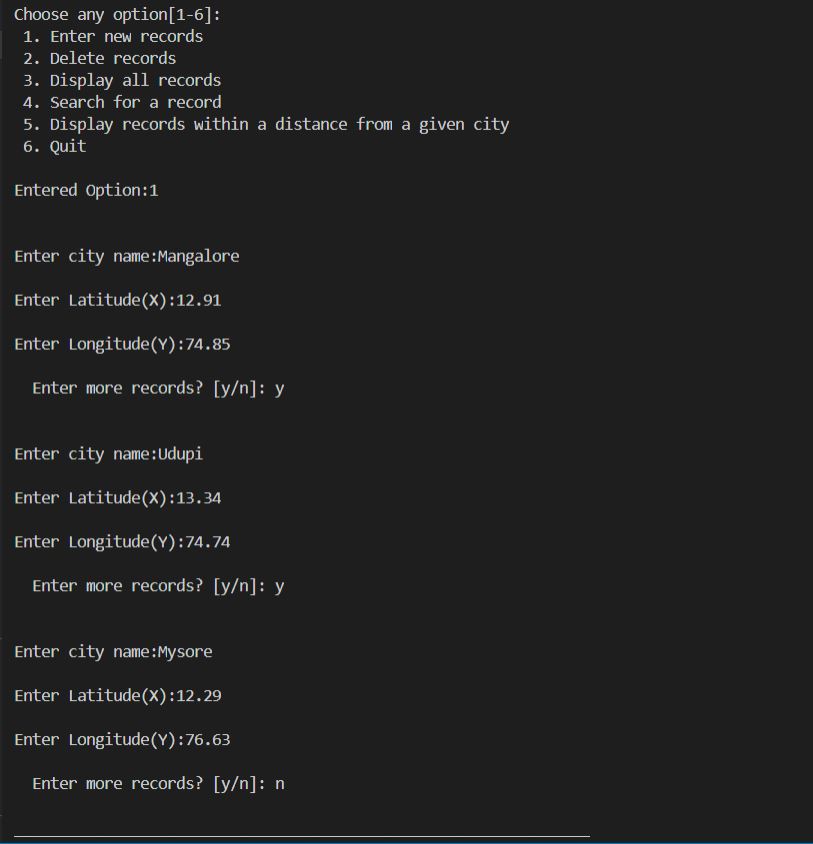 Choose any option[1-6]:
1. Enter new records
2. Delete records
3. Display all records
4. Search for a record
5. Display records within a distance from a given city
6. Quit
Entered Option:1
Enter city name:Mangalore
Enter Latitude(X):12.91
Enter Longitude(Y):74.85
Enter more records? [y/n]: y
Enter city name:Udupi
Enter Latitude(X):13.34
Enter Longitude(Y):74.74
Enter more records? [y/n]: y
Enter city name:Mysore
Enter Latitude(X):12.29
Enter Longitude(Y):76.63
Enter more records? [y/n]: n